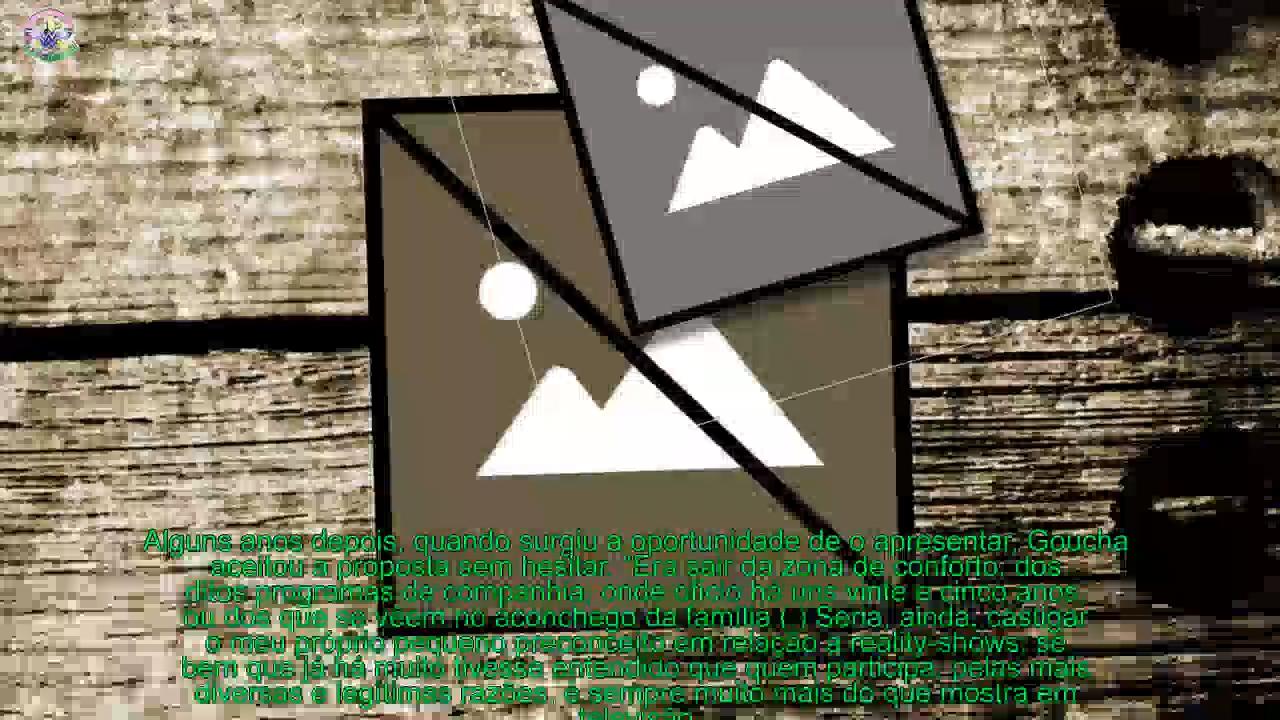 Alguns anos depois, quando surgiu a oportunidade de o apresentar, Goucha
aceitou a proposta sem hesitar. "Era sair da zona de conforto, dos
ditos programas de companhia, onde oficio há uns vinte e cinco anos,
ou dos que se vêem no aconchego da família (.) Seria, ainda, castigar
o meu próprio pequeno preconceito em relação a reality-shows, se
bem que já há muito tivesse entendido que quem participa, pelas mais
diversas e legítimas razões, é sempre muito mais do que mostra em
televisão